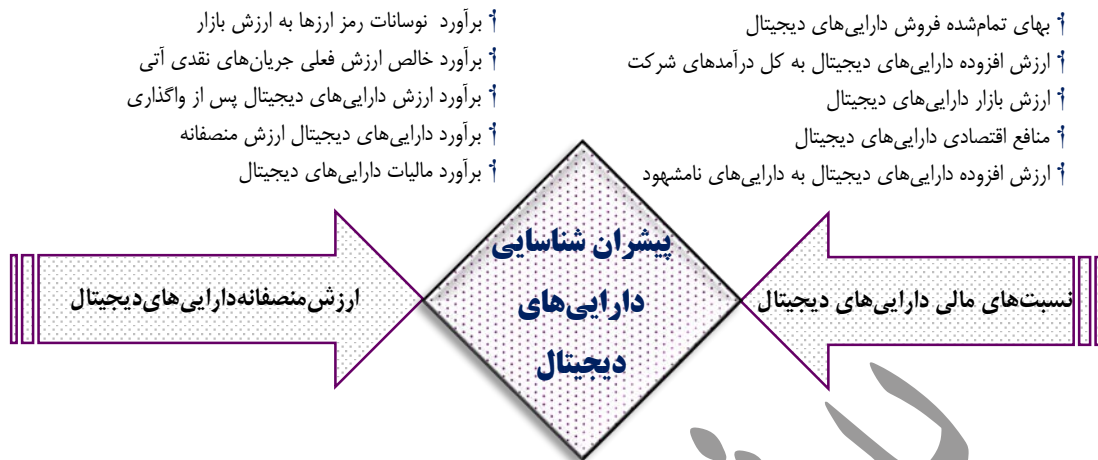 † بهای تمام‌شده فروش دارایی‌های دیجیتال
† ارزش افزوده دارایی‌های دیجیتال به کل درآمدهای شرکت
† ارزش بازار دارایی‌های دیجیتال
† منافع اقتصادی دارایی‌های دیجیتال
† ارزش افزوده دارایی‌های دیجیتال به دارایی‌های نامشهود
† برآورد نوسانات رمز ارزها به ارزش بازار
† برآورد خالص ارزش فعلی جریان‌های نقدی آتی
† برآورد ارزش دارایی‌های دیجیتال پس از واگذاری
† برآورد دارایی‌های دیجیتال ارزش منصفانه
† برآورد مالیات دارایی‌های دیجیتال
نسبت‌های مالی دارایی‌های دیجیتال
پیشران شناسایی
دارایی‌های
دیجیتال
ارزش‌منصفانه‌دارایی‌های‌دیجیتال